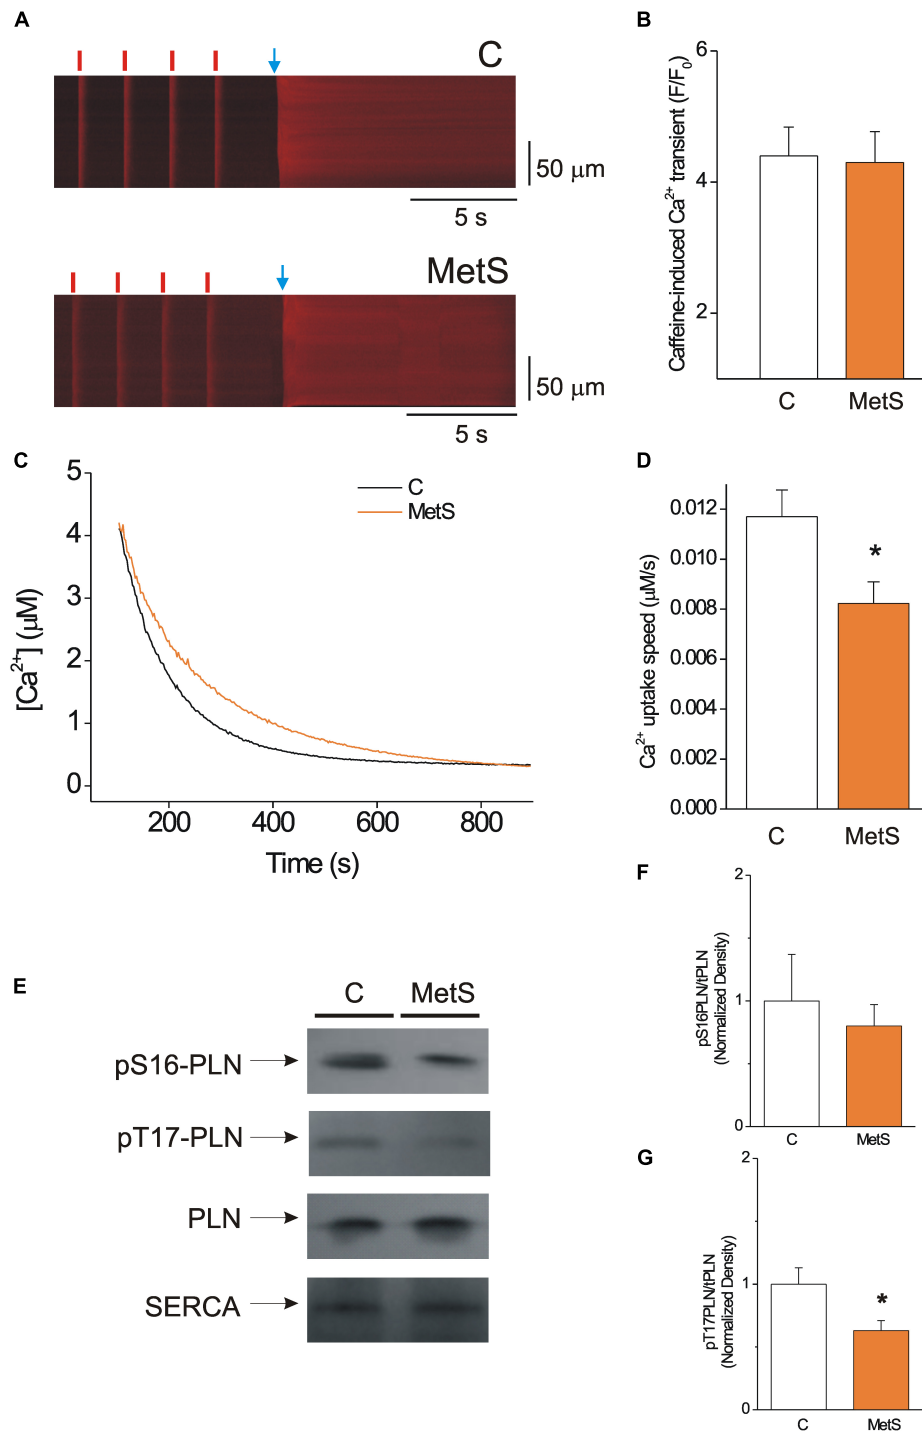 A
C
50 μm
5 s
MetS
50 μm
5 s
B
Caffeine-induced Ca²⁺ transient (F/F₀)
6
4
2
C MetS
C
5
4
3
2
1
0
[Ca²⁺] (μM)
C
MetS
200 400 600 800
Time (s)
D
Ca²⁺ uptake speed (μM/s)
0.012
0.010
0.008
0.006
0.004
0.002
0.000
*
C MetS
E
C MetS
pS16-PLN
pT17-PLN
PLN
SERCA
F
pS16PLN/tPLN
(Normalized Density)
2
1
0
C MetS
G
pT17PLN/tPLN
(Normalized Density)
2
1
0
*
C MetS